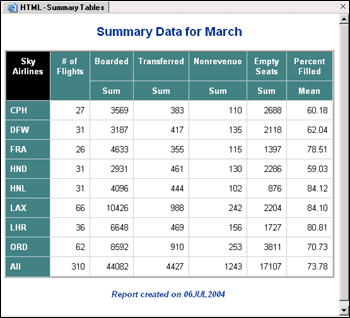 HTML - Summary Tables
Summary Data for March
Sky Airlines # of Flights Boarded Transferred Nonrevenue Empty Seats Percent Filled
Sum Sum Sum Sum Mean
CPH 27 3569 383 110 2688 60.18
DFW 31 3187 417 135 2118 62.04
FRA 26 4633 355 115 1397 78.51
HND 31 2931 461 130 2286 59.03
HNL 31 4096 444 102 876 84.12
LAX 66 10426 988 242 2204 84.10
LHR 36 6648 469 156 1727 80.81
ORD 62 8592 910 253 3811 70.73
All 310 44082 4427 1243 17107 73.78
Report created on 06JUL2004